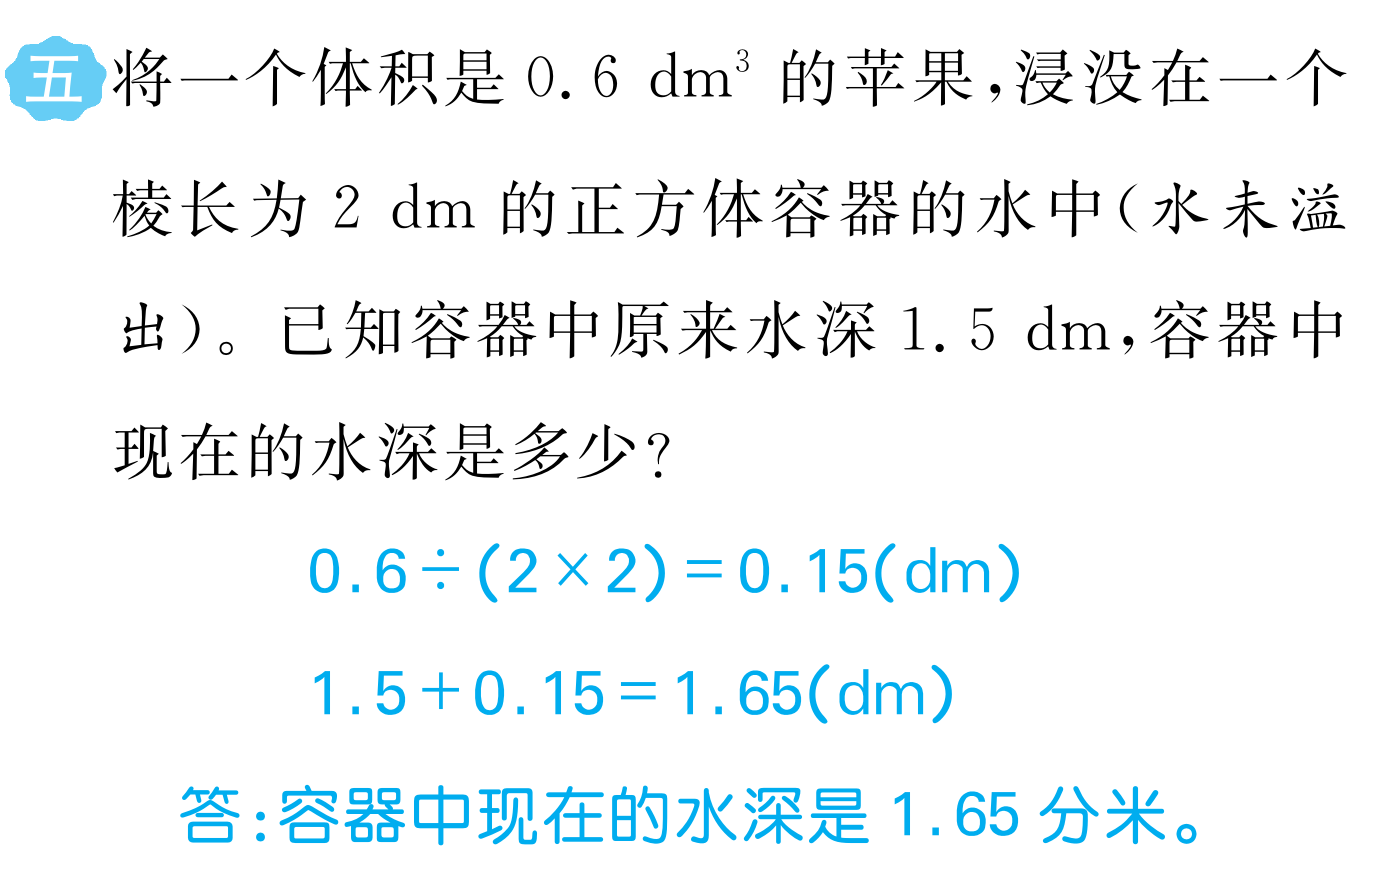 五 将一个体积是 0.6 dm³ 的苹果,浸没在一个
棱长为 2 dm 的正方体容器的水中(水未溢
出)。已知容器中原来水深 1.5 dm,容器中
现在的水深是多少?
0.6÷(2×2)=0.15(dm)
1.5+0.15=1.65(dm)
答:容器中现在的水深是 1.65 分米。